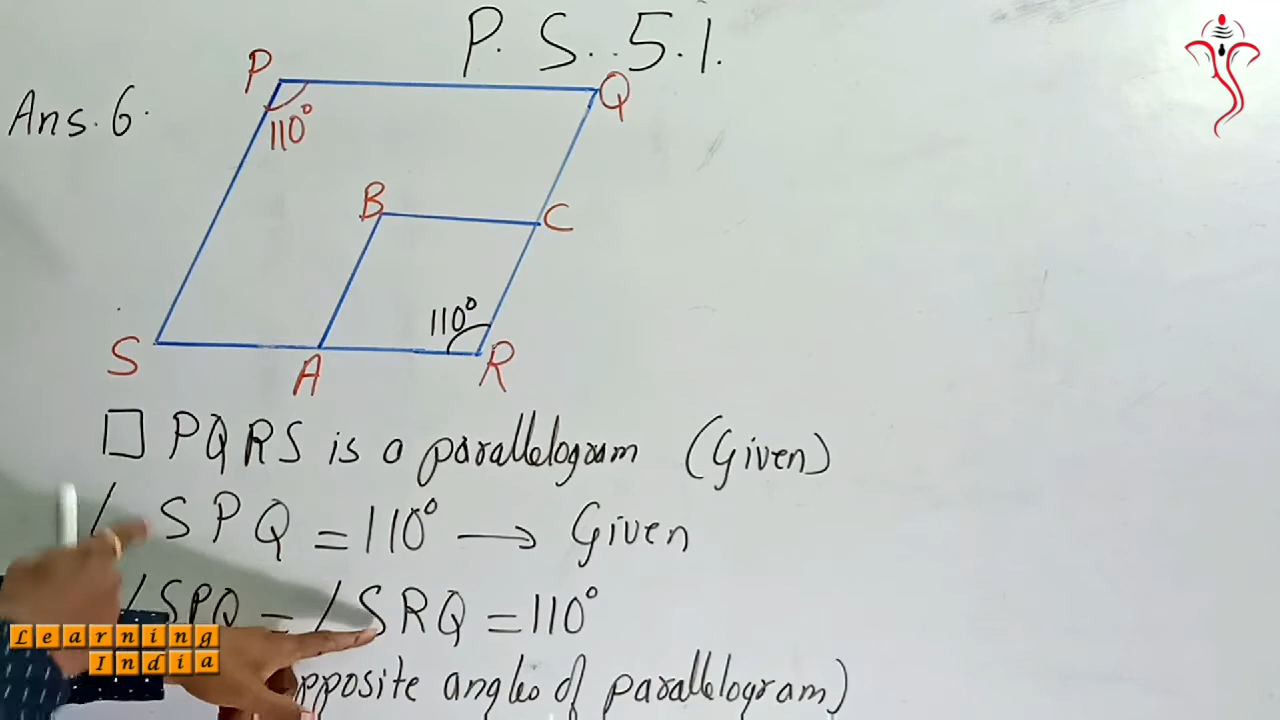 P. S. 5.1.
Ans. 6.
P
Q
110°
B
C
110°
S
A
R
□ PQRS is a parallelogram (Given)
∠SPQ = 110° → Given
∠SPQ = ∠SRQ = 110°
angles of parallelogram)
Learning
India